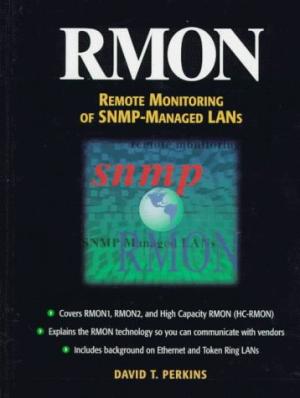 RMON
REMOTE MONITORING
OF SNMP-MANAGED LANS
remote monitoring
snmp
SNMP Managed LANs
RMON
Covers RMON1, RMON2, and High Capacity RMON (HC-RMON)
Explains the RMON technology so you can communicate with vendors
Includes background on Ethernet and Token Ring LANs
DAVID T. PERKINS